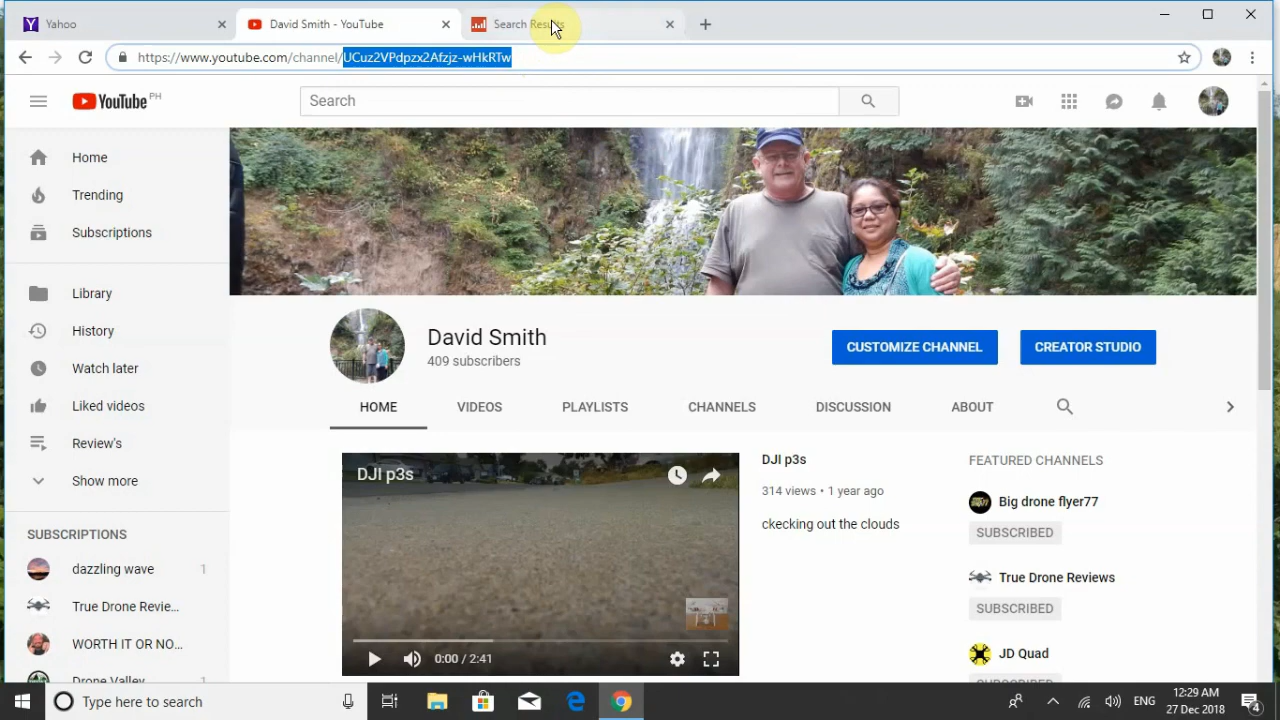 Yahoo
David Smith - YouTube
Search Results
https://www.youtube.com/channel/UCuz2VPdpzx2Afzjz-wHkRTw
YouTube PH
Search
Home
Trending
Subscriptions
Library
History
Watch later
Liked videos
Review's
Show more
SUBSCRIPTIONS
dazzling wave 1
True Drone Revie...
WORTH IT OR NO...
Drone Valley
David Smith
409 subscribers
CUSTOMIZE CHANNEL
CREATOR STUDIO
HOME
VIDEOS
PLAYLISTS
CHANNELS
DISCUSSION
ABOUT
DJI p3s
0:00 / 2:41
DJI p3s
314 views • 1 year ago
ckecking out the clouds
FEATURED CHANNELS
Big drone flyer77
SUBSCRIBED
True Drone Reviews
SUBSCRIBED
JD Quad
SUBSCRIBED
Type here to search
ENG
12:29 AM
27 Dec 2018
4